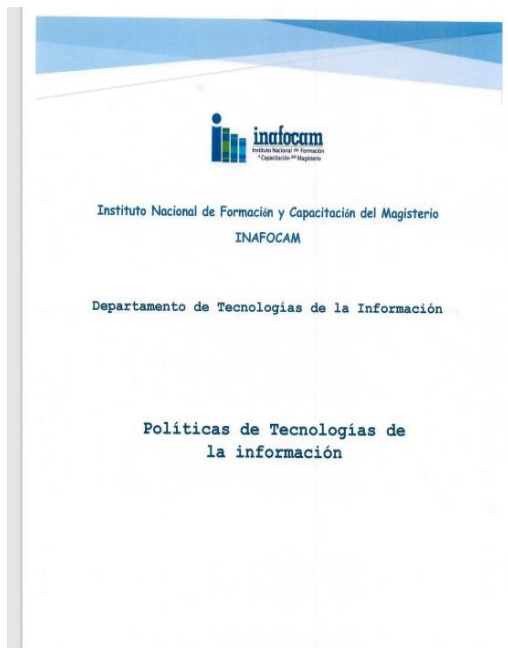 inafocam
Instituto Nacional de Formación
y Capacitación del Magisterio
Instituto Nacional de Formación y Capacitación del Magisterio
INAFOCAM
Departamento de Tecnologías de la Información
Políticas de Tecnologías de
la información